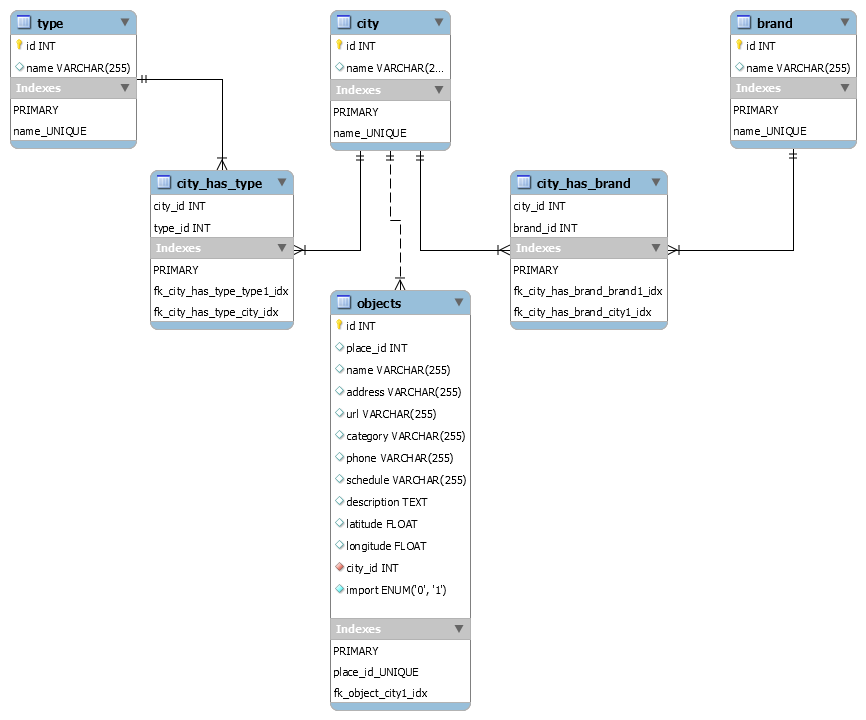 type
id INT
name VARCHAR(255)
Indexes
PRIMARY
name_UNIQUE
city
id INT
name VARCHAR(2...
Indexes
PRIMARY
name_UNIQUE
brand
id INT
name VARCHAR(255)
Indexes
PRIMARY
name_UNIQUE
city_has_type
city_id INT
type_id INT
Indexes
PRIMARY
fk_city_has_type_type1_idx
fk_city_has_type_city_idx
city_has_brand
city_id INT
brand_id INT
Indexes
PRIMARY
fk_city_has_brand_brand1_idx
fk_city_has_brand_city1_idx
objects
id INT
place_id INT
name VARCHAR(255)
address VARCHAR(255)
url VARCHAR(255)
category VARCHAR(255)
phone VARCHAR(255)
schedule VARCHAR(255)
description TEXT
latitude FLOAT
longitude FLOAT
city_id INT
import ENUM('0', '1')
Indexes
PRIMARY
place_id_UNIQUE
fk_object_city1_idx